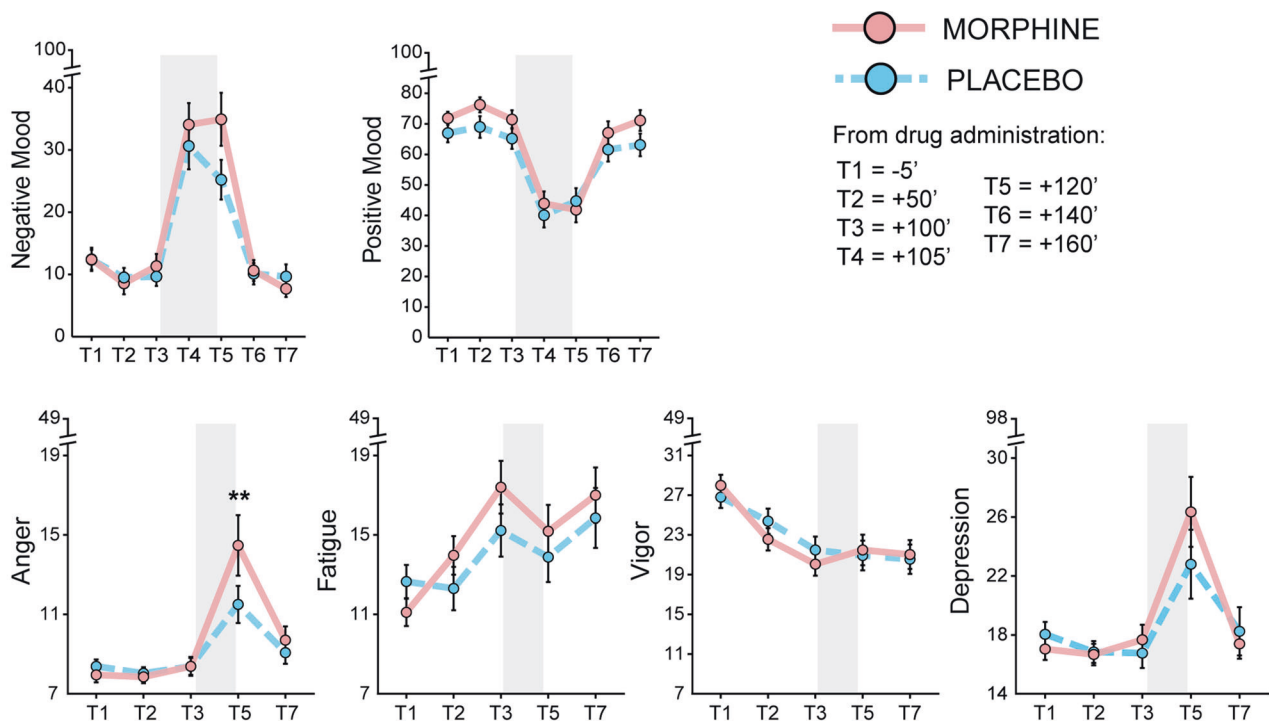 MORPHINE
PLACEBO
From drug administration:
T1 = -5’
T2 = +50’
T3 = +100’
T4 = +105’
T5 = +120’
T6 = +140’
T7 = +160’
Negative Mood
100
40
30
20
10
0
T1 T2 T3 T4 T5 T6 T7
Positive Mood
100
80
70
60
50
40
30
20
10
0
T1 T2 T3 T4 T5 T6 T7
Anger
49
19
15
11
7
**
T1 T2 T3 T5 T7
Fatigue
49
19
15
11
7
T1 T2 T3 T5 T7
Vigor
49
31
27
23
19
15
11
7
T1 T2 T3 T5 T7
Depression
98
30
26
22
18
14
T1 T2 T3 T5 T7